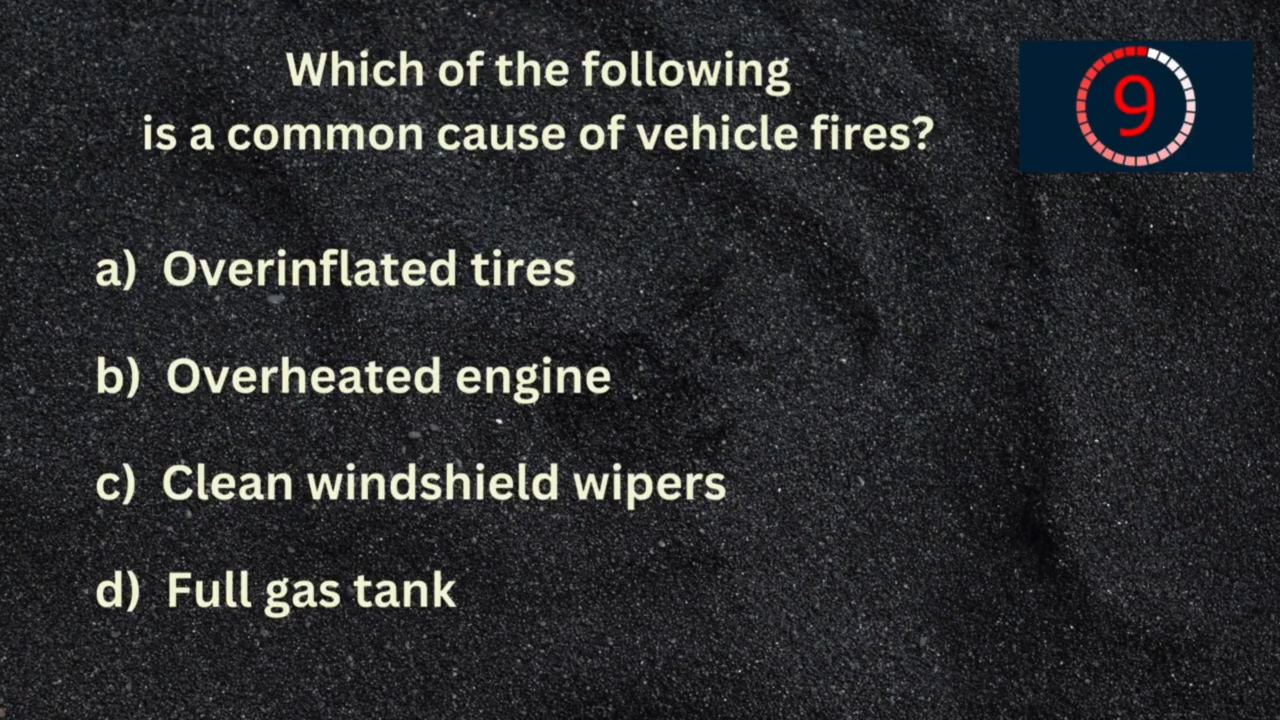 Which of the following
is a common cause of vehicle fires?
9
a) Overinflated tires
b) Overheated engine
c) Clean windshield wipers
d) Full gas tank